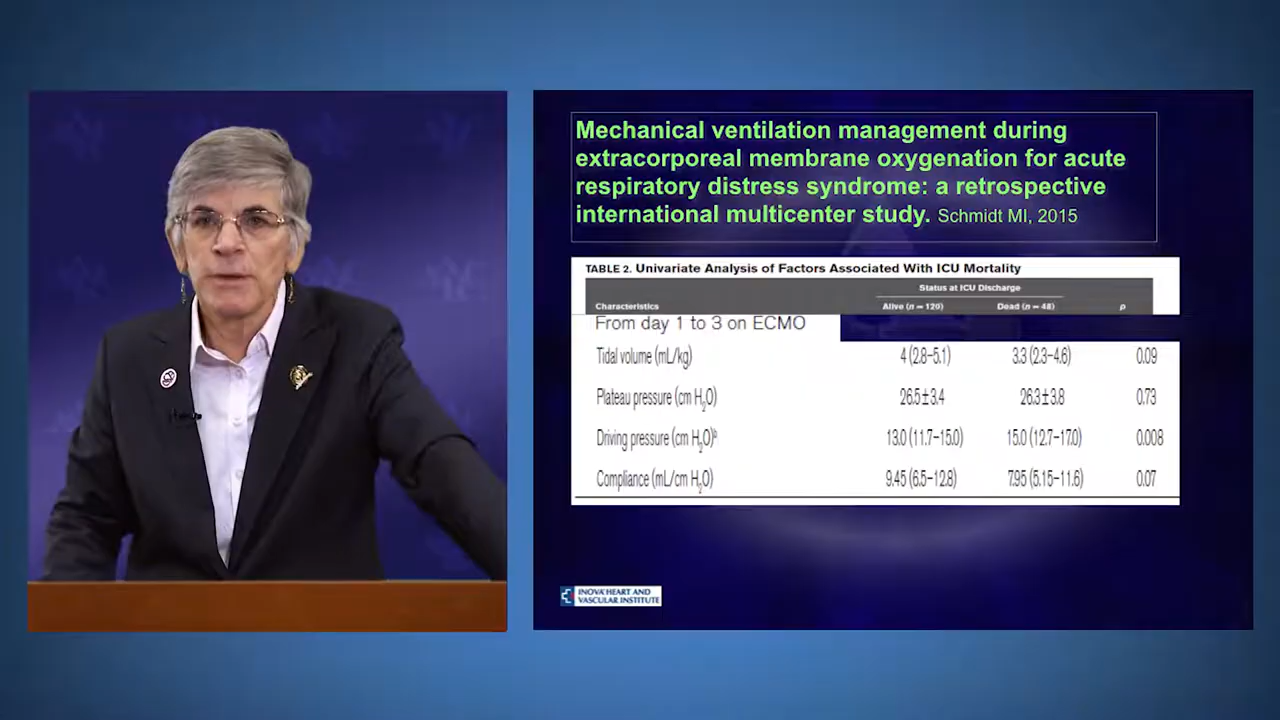 Mechanical ventilation management during
extracorporeal membrane oxygenation for acute
respiratory distress syndrome: a retrospective
international multicenter study. Schmidt MI, 2015
TABLE 2. Univariate Analysis of Factors Associated With ICU Mortality
Status at ICU Discharge
Characteristics Alive (n = 120) Dead (n = 48) p
From day 1 to 3 on ECMO
Tidal volume (mL/kg) 4 (2.8–5.1) 3.3 (2.3–4.6) 0.09
Plateau pressure (cm H₂O) 26.5±3.4 26.3±3.8 0.73
Driving pressure (cm H₂O)ᵇ 13.0 (11.7–15.0) 15.0 (12.7–17.0) 0.008
Compliance (mL/cm H₂O) 9.45 (6.5–12.8) 7.95 (5.15–11.6) 0.07
INOVA HEART AND
VASCULAR INSTITUTE